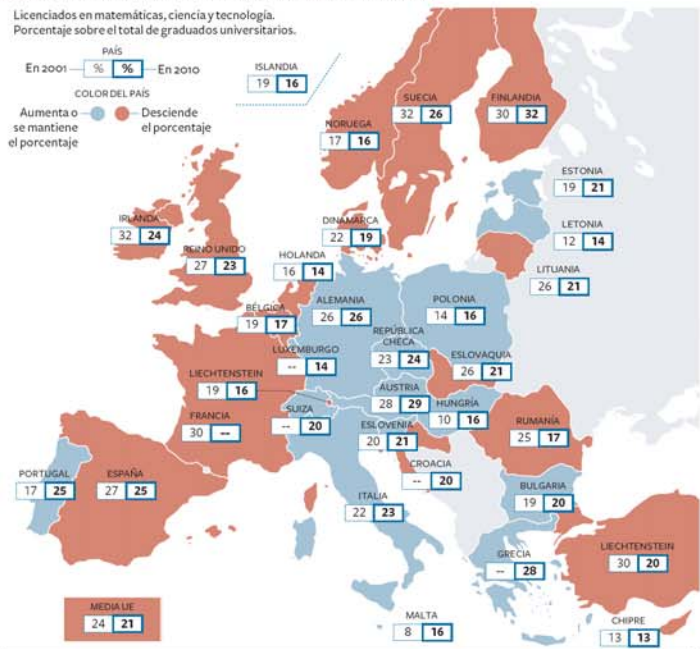 Licenciados en matemáticas, ciencia y tecnología.
Porcentaje sobre el total de graduados universitarios.
PAÍS
En 2001 % % En 2010
COLOR DEL PAÍS
Aumenta o
se mantiene
el porcentaje
Desciende
el porcentaje
ISLANDIA
19 16
SUECIA
32 26
FINLANDIA
30 32
NORUEGA
17 16
ESTONIA
19 21
IRLANDA
32 24
DINAMARCA
22 19
LETONIA
12 14
REINO UNIDO
27 23
HOLANDA
16 14
LITUANIA
26 21
BÉLGICA
19 17
ALEMANIA
26 26
POLONIA
14 16
LUXEMBURGO
-- 14
REPÚBLICA
CHECA
23 24
ESLOVAQUIA
26 21
LIECHTENSTEIN
19 16
AUSTRIA
28 29
HUNGRÍA
10 16
FRANCIA
30 --
SUIZA
-- 20
ESLOVENIA
20 21
RUMANÍA
25 17
CROACIA
-- 20
PORTUGAL
17 25
ESPAÑA
27 25
ITALIA
22 23
BULGARIA
19 20
GRECIA
-- 28
LIECHTENSTEIN
30 20
MEDIA UE
24 21
MALTA
8 16
CHIPRE
13 13